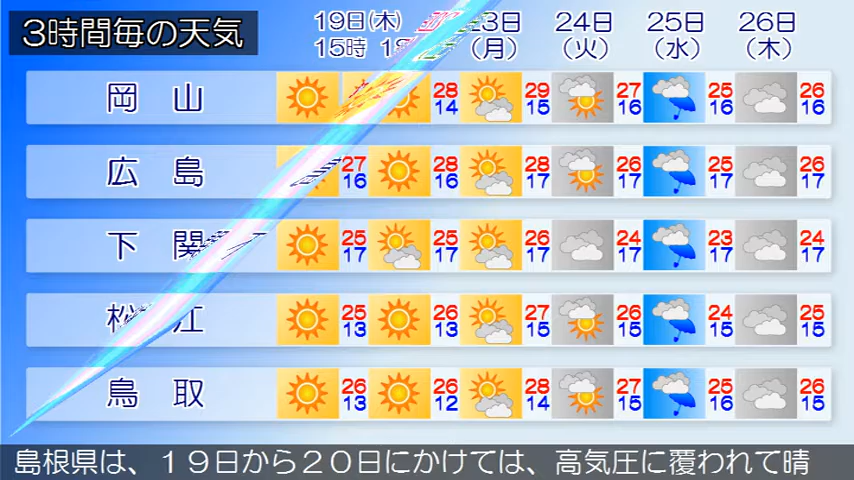 3時間毎の天気
19日(木) 23日 24日 25日 26日
15時 18 (月) (火) (水) (木)
岡山 28 29 27 25 26
14 15 16 16 16
広島 27 28 28 26 25 26
16 16 17 17 17 17
下関 25 25 26 24 23 24
17 17 17 17 17 17
松江 25 26 27 26 24 25
13 13 15 15 15 15
鳥取 26 26 28 27 25 26
13 12 14 15 16 15
島根県は、19日から20日にかけては、高気圧に覆われて晴